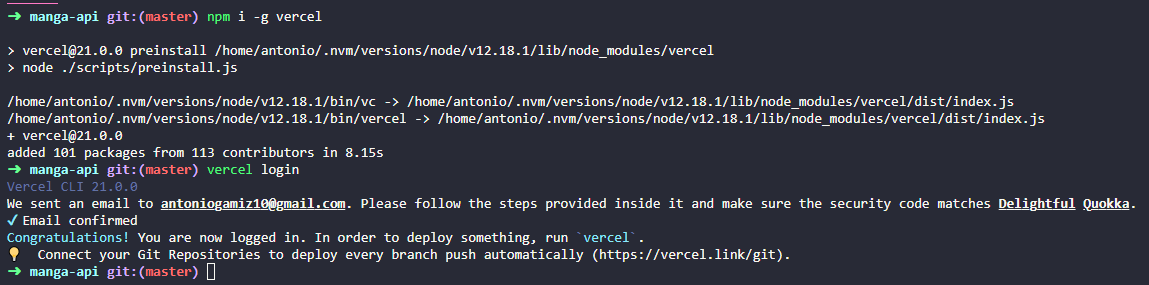 ➜ manga-api git:(master) npm i -g vercel
> vercel@21.0.0 preinstall /home/antonio/.nvm/versions/node/v12.18.1/lib/node_modules/vercel
> node ./scripts/preinstall.js
/home/antonio/.nvm/versions/node/v12.18.1/bin/vc -> /home/antonio/.nvm/versions/node/v12.18.1/lib/node_modules/vercel/dist/index.js
/home/antonio/.nvm/versions/node/v12.18.1/bin/vercel -> /home/antonio/.nvm/versions/node/v12.18.1/lib/node_modules/vercel/dist/index.js
+ vercel@21.0.0
added 101 packages from 113 contributors in 8.15s
➜ manga-api git:(master) vercel login
Vercel CLI 21.0.0
We sent an email to antoniogamiz10@gmail.com. Please follow the steps provided inside it and make sure the security code matches Delightful Quokka.
✓ Email confirmed
Congratulations! You are now logged in. In order to deploy something, run `vercel`.
💡 Connect your Git Repositories to deploy every branch push automatically (https://vercel.link/git).
➜ manga-api git:(master)